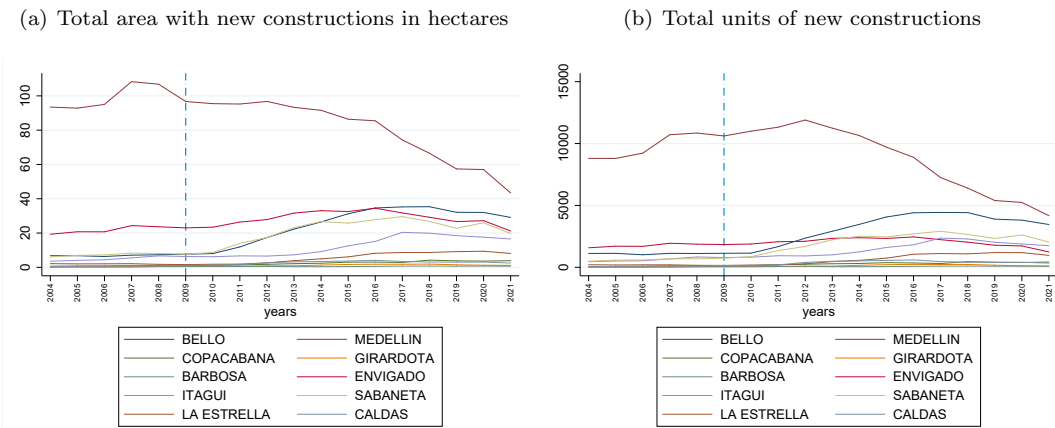 (a) Total area with new constructions in hectares
100
80
60
40
20
0
2004 2005 2006 2007 2008 2009 2010 2011 2012 2013 2014 2015 2016 2017 2018 2019 2020 2021
years
BELLO MEDELLIN
COPACABANA GIRARDOTA
BARBOSA ENVIGADO
ITAGUI SABANETA
LA ESTRELLA CALDAS
(b) Total units of new constructions
15000
10000
5000
0
2004 2005 2006 2007 2008 2009 2010 2011 2012 2013 2014 2015 2016 2017 2018 2019 2020 2021
years
BELLO MEDELLIN
COPACABANA GIRARDOTA
BARBOSA ENVIGADO
ITAGUI SABANETA
LA ESTRELLA CALDAS